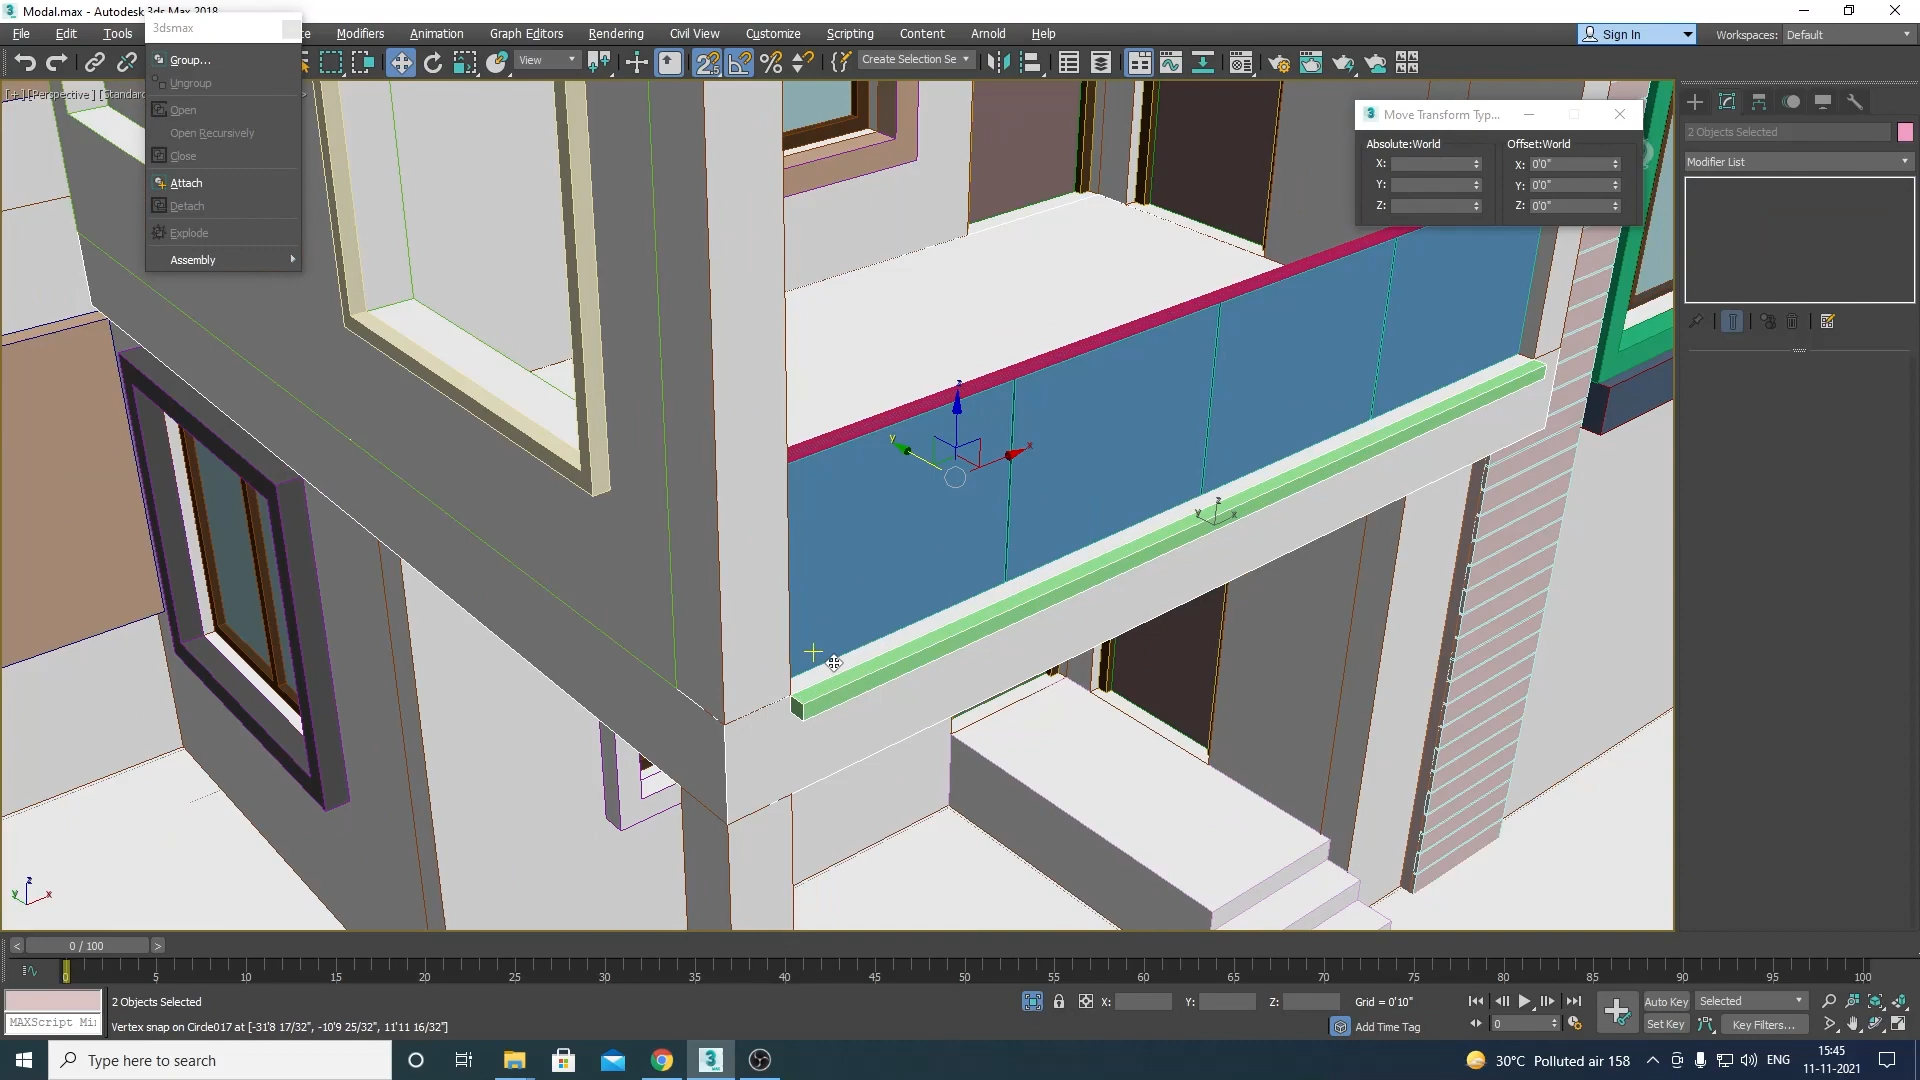 Modal.max - Autodesk 3ds Max 2018
3dsmax
File Edit Tools Modifiers Animation Graph Editors Rendering Civil View Customize Scripting Content Arnold Help
Sign In
Workspaces: Default
View
Create Selection Se
[+] [Perspective] [Standard
Group...
Ungroup
Open
Open Recursively
Close
Attach
Detach
Explode
Assembly
Move Transform Typ...
Absolute:World Offset:World
X: X: 0'0"
Y: Y: 0'0"
Z: Z: 0'0"
2 Objects Selected
Modifier List
z
y
x
z
y
x
z
y
x
0 / 100
0 5 10 15 20 25 30 35 40 45 50 55 60 65 70 75 80 85 90 95 100
MAXScript Mi
2 Objects Selected
X: Y: Z: Grid = 0'10"
Vertex snap on Circle017 at [-31'8 17/32", -10'9 25/32", 11'11 16/32"]
Add Time Tag
0
Auto Key Selected
Set Key Key Filters...
Type here to search
30°C Polluted air 158
ENG
15:45
11-11-2021